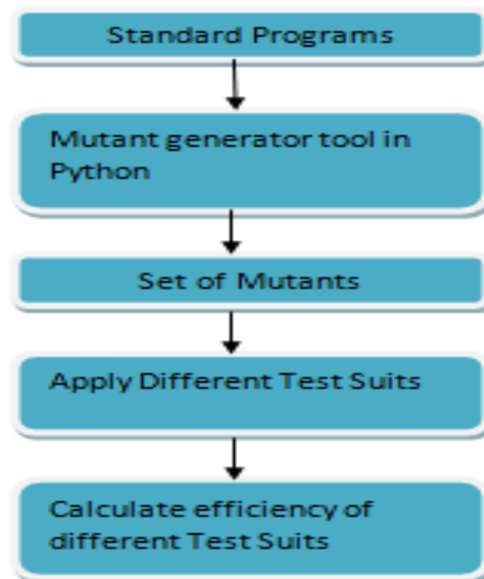 Standard Programs
Mutant generator tool in
Python
Set of Mutants
Apply Different Test Suits
Calculate efficiency of
different Test Suits